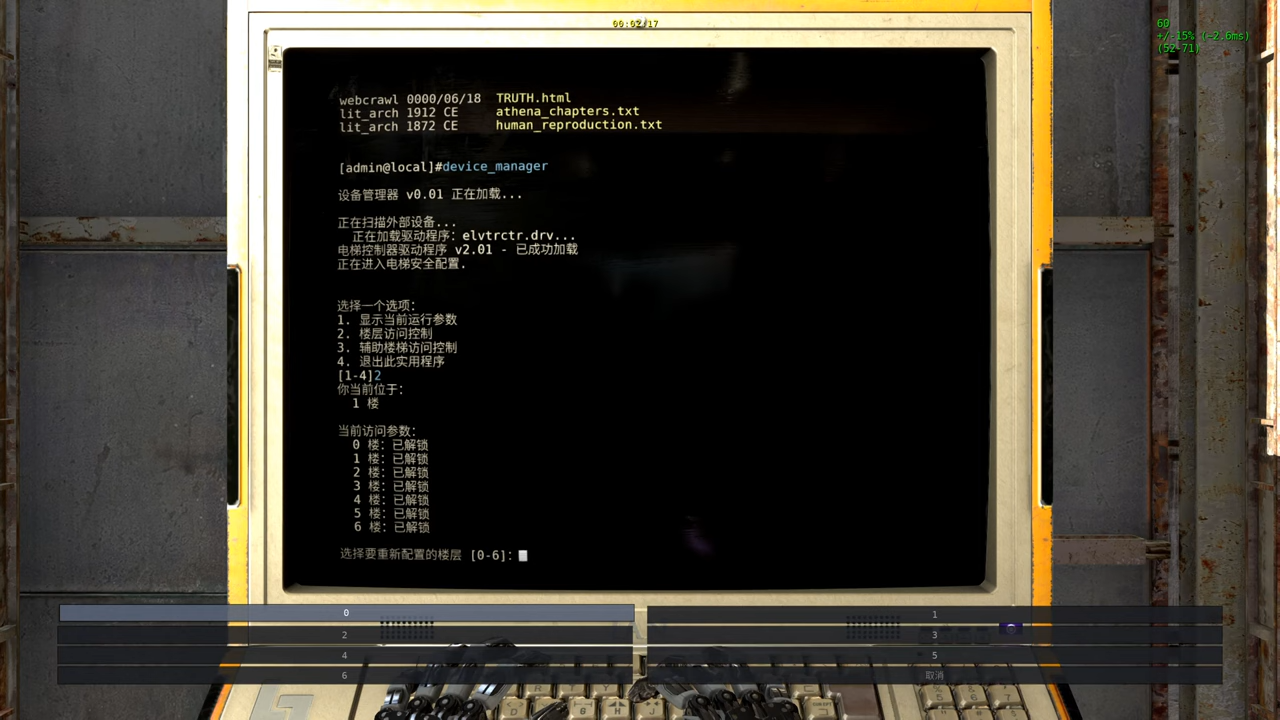 00:02:17
60
+/-15% (-2.6ms)
(52-71)
webcrawl 0000/06/18 TRUTH.html
lit_arch 1912 CE athena_chapters.txt
lit_arch 1872 CE human_reproduction.txt
[admin@local]#device_manager
设备管理器 v0.01 正在加载...
正在扫描外部设备...
正在加载驱动程序: elvtrctr.drv...
电梯控制器驱动程序 v2.01 - 已成功加载
正在进入电梯安全配置.
选择一个选项:
1. 显示当前运行参数
2. 楼层访问控制
3. 辅助楼梯访问控制
4. 退出此实用程序
[1-4]2
你当前位于:
1 楼
当前访问参数:
0 楼: 已解锁
1 楼: 已解锁
2 楼: 已解锁
3 楼: 已解锁
4 楼: 已解锁
5 楼: 已解锁
6 楼: 已解锁
选择要重新配置的楼层 [0-6]:
0 1
2 3
4 5
6 取消